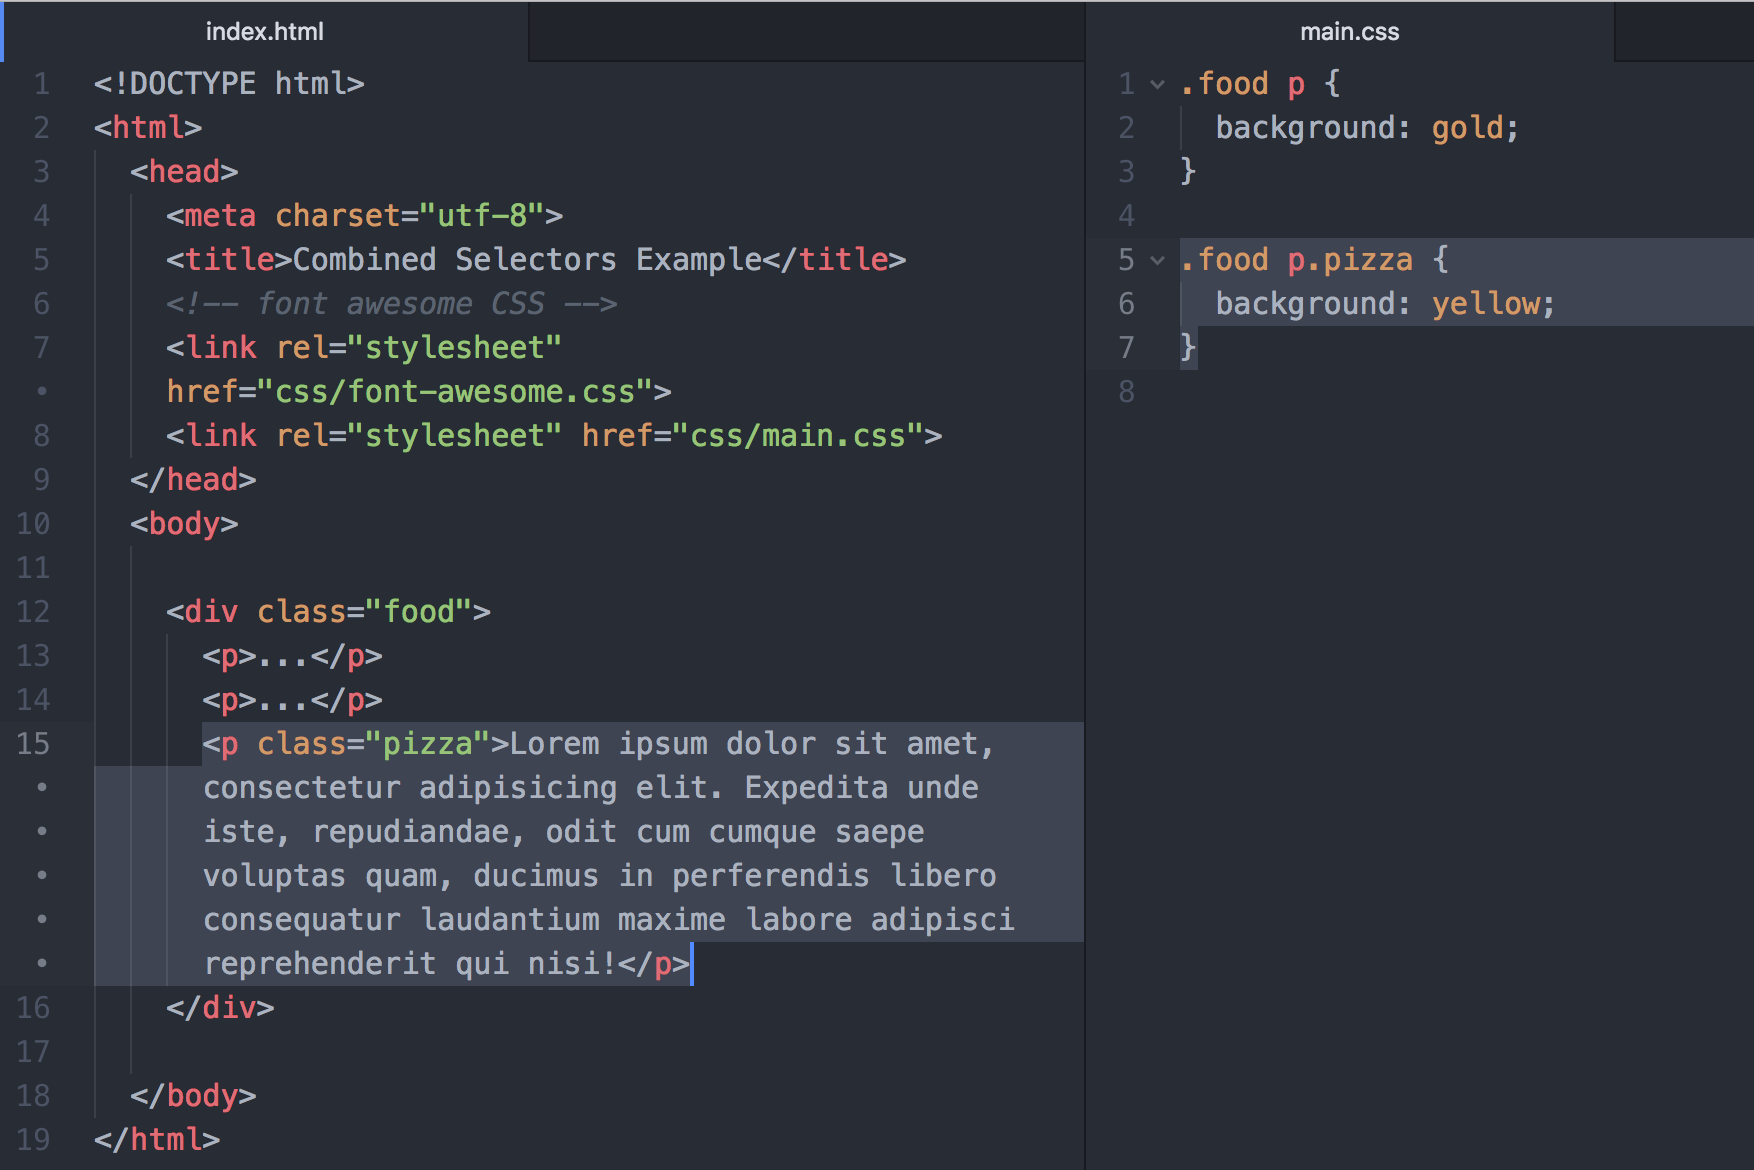 index.html
1 <!DOCTYPE html>
2 <html>
3 <head>
4 <meta charset="utf-8">
5 <title>Combined Selectors Example</title>
6 <!-- font awesome CSS -->
7 <link rel="stylesheet"
• href="css/font-awesome.css">
8 <link rel="stylesheet" href="css/main.css">
9 </head>
10 <body>
11
12 <div class="food">
13 <p>...</p>
14 <p>...</p>
15 <p class="pizza">Lorem ipsum dolor sit amet,
• consectetur adipisicing elit. Expedita unde
• iste, repudiandae, odit cum cumque saepe
• voluptas quam, ducimus in perferendis libero
• consequatur laudantium maxime labore adipisci
• reprehenderit qui nisi!</p>
16 </div>
17
18 </body>
19 </html>
main.css
1 .food p {
2 background: gold;
3 }
4
5 .food p.pizza {
6 background: yellow;
7 }
8